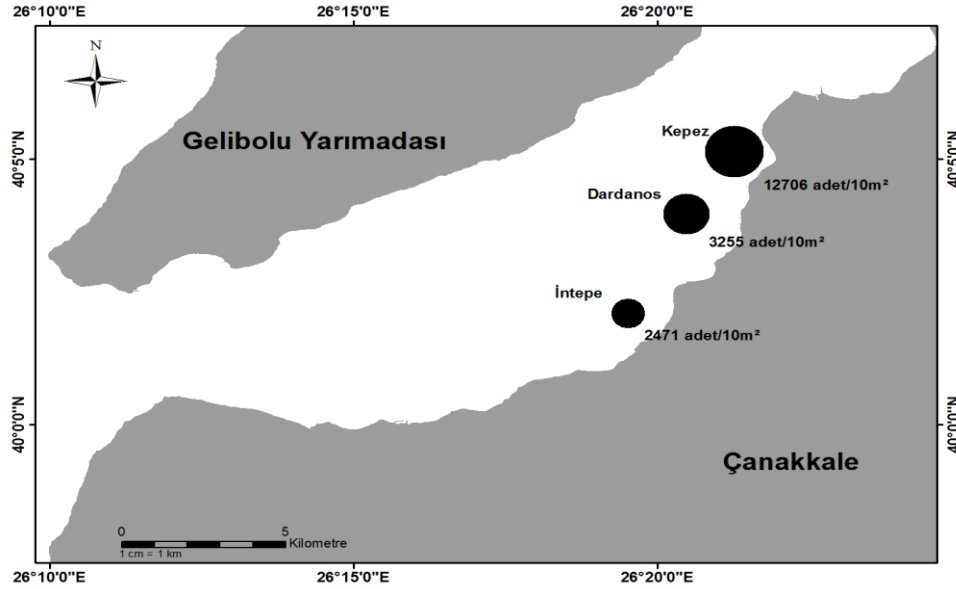 26°10'0"E
26°15'0"E
26°20'0"E
N
Kepez
Gelibolu Yarımadası
40°5'0"N
40°5'0"N
12706 adet/10m²
Dardanos
3255 adet/10m²
İntepe
2471 adet/10m²
40°0'0"N
40°0'0"N
Çanakkale
0
5
Kilometre
1 cm = 1 km
26°10'0"E
26°15'0"E
26°20'0"E